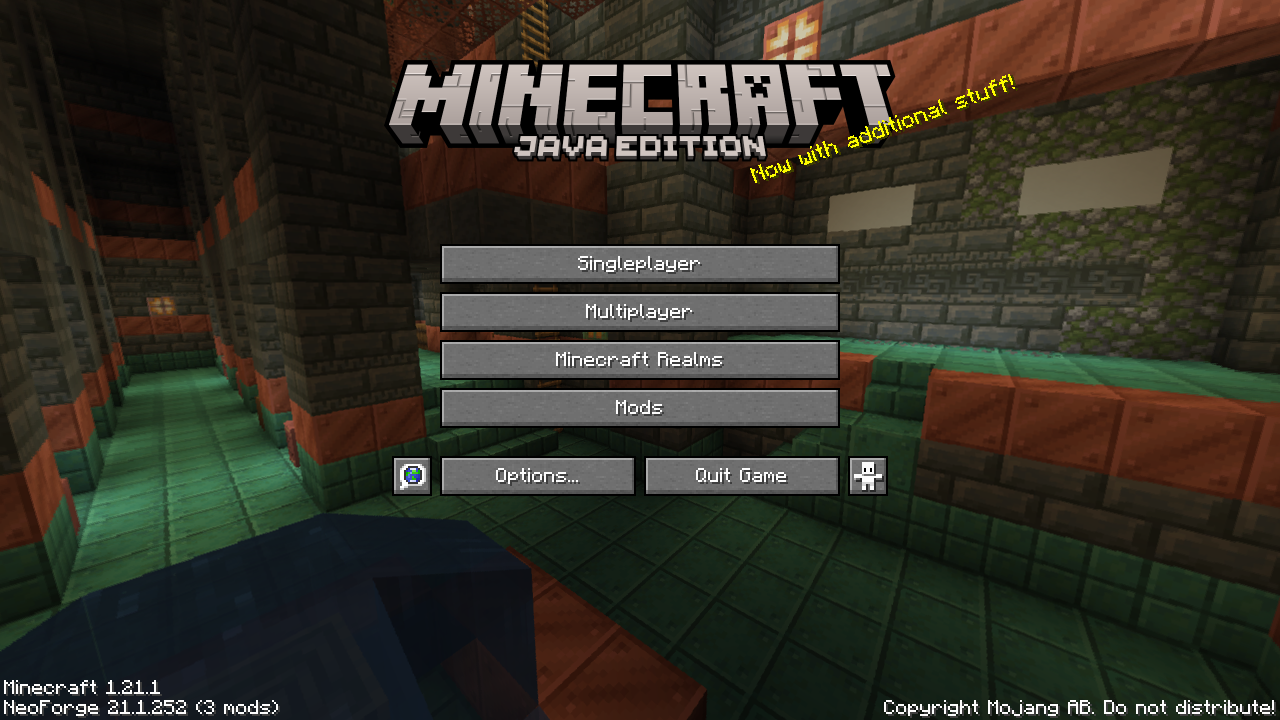 MINECRAFT
JAVA EDITION
Now with additional stuff!
Singleplayer
Multiplayer
Minecraft Realms
Mods
Options...
Quit Game
Minecraft 1.21.1
NeoForge 21.1.252 (3 mods)
Copyright Mojang AB. Do not distribute!